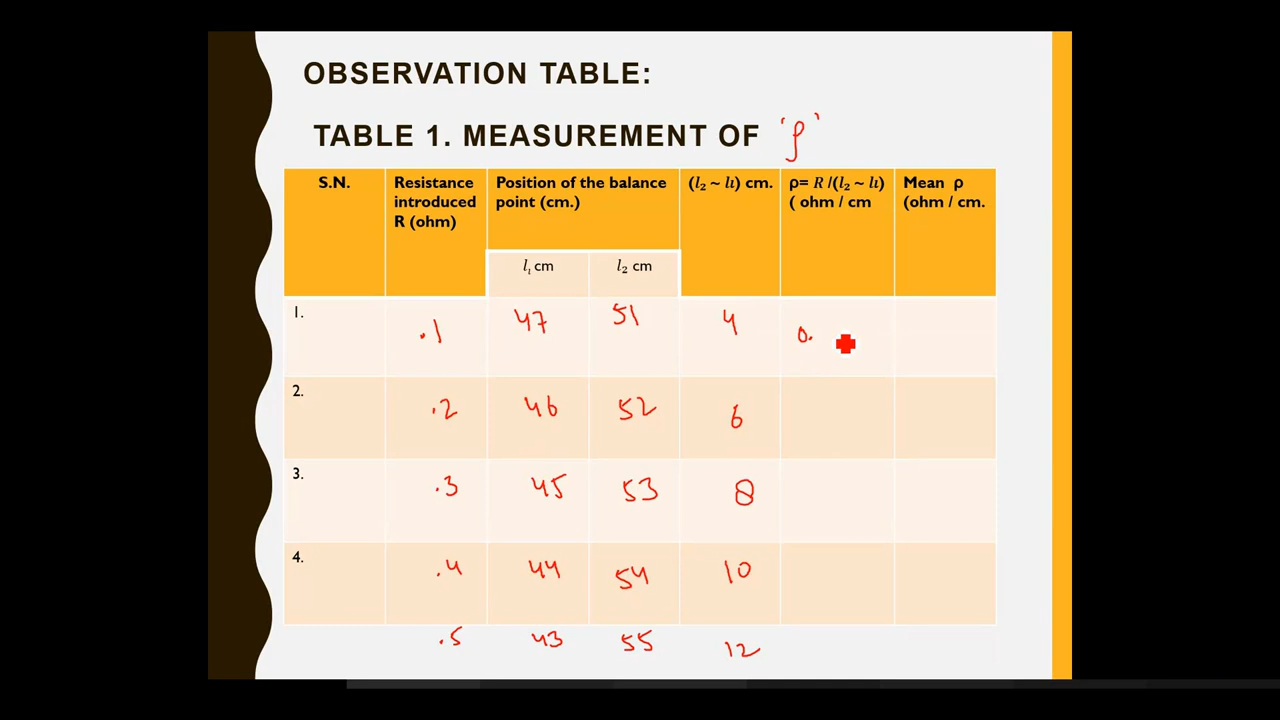 OBSERVATION TABLE:
TABLE 1. MEASUREMENT OF 'ρ'
S.N. Resistance introduced R (ohm) Position of the balance point (cm.) (l₂ ~ l₁) cm. ρ= R /(l₂ ~ l₁) ( ohm / cm Mean ρ (ohm / cm.
l₁ cm l₂ cm
1. .1 47 51 4 0.
2. .2 46 52 6
3. .3 45 53 8
4. .4 44 54 10
.5 43 55 12